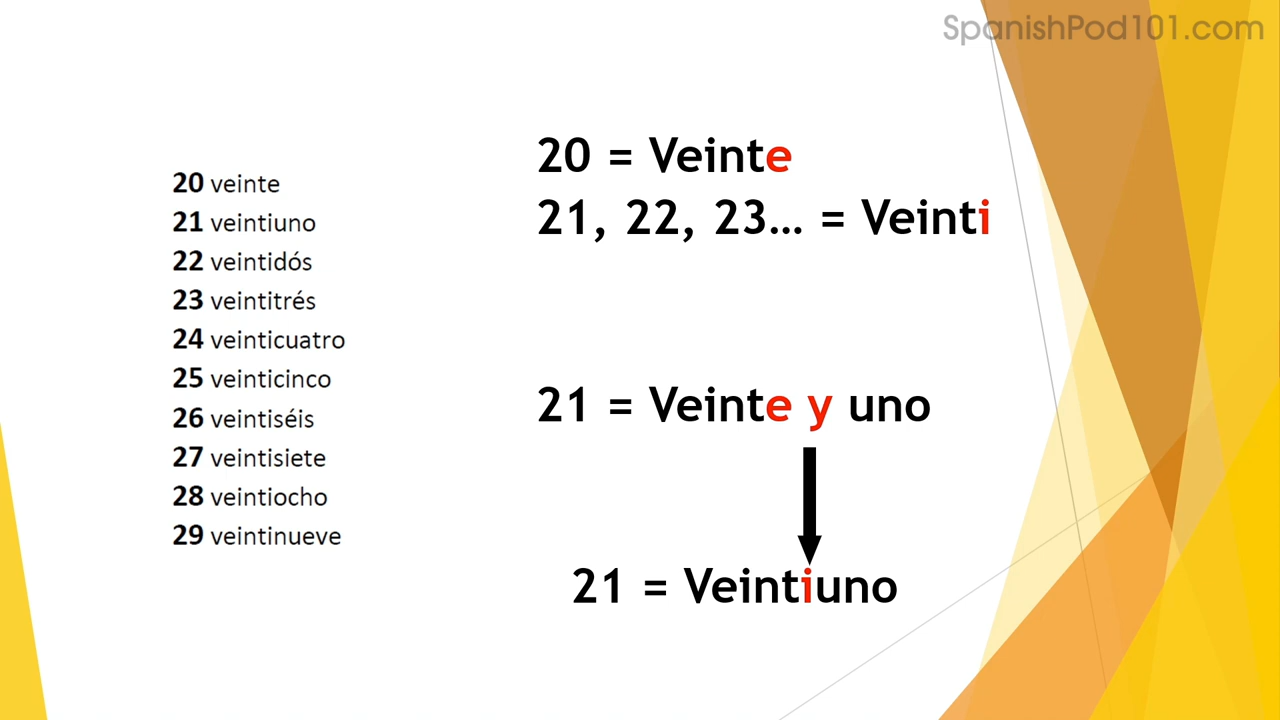 SpanishPod101.com
20 veinte
21 veintiuno
22 veintidós
23 veintitrés
24 veinticuatro
25 veinticinco
26 veintiséis
27 veintisiete
28 veintiocho
29 veintinueve
20 = Veinte
21, 22, 23... = Veinti
21 = Veinte y uno
21 = Veintiuno